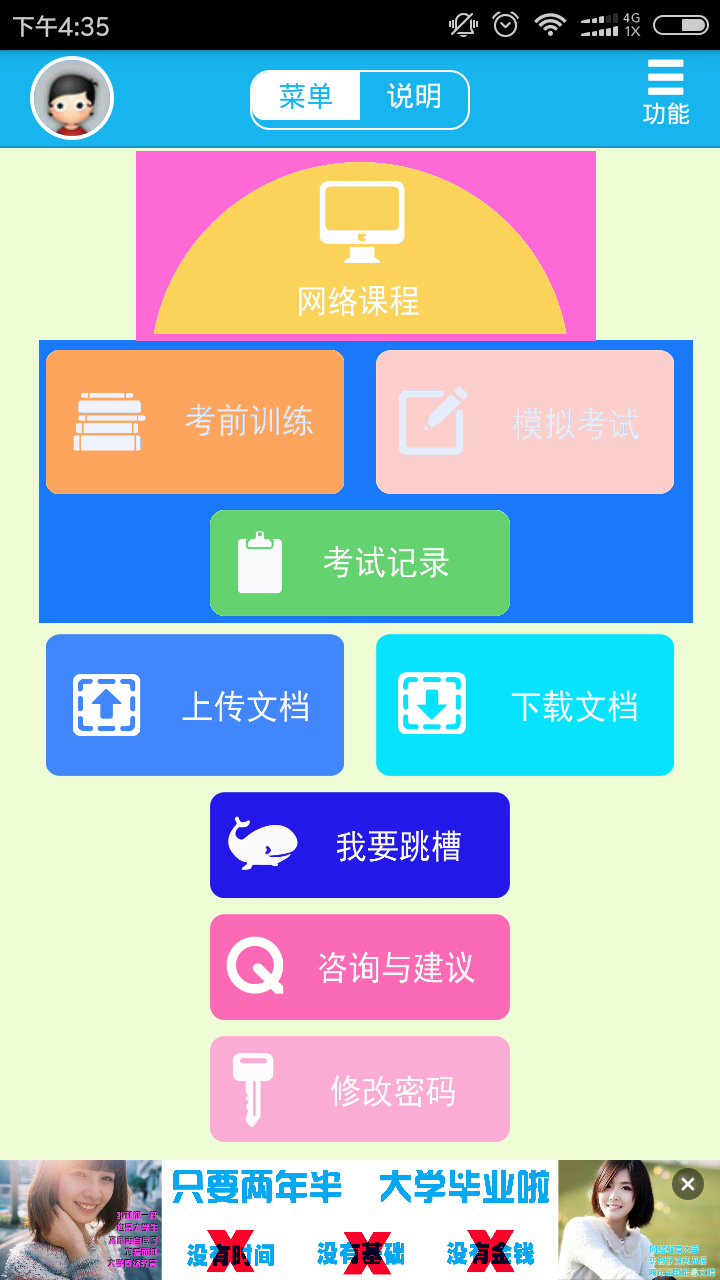 下午4:35
4G
1X
菜单
说明
功能
网络课程
考前训练
模拟考试
考试记录
上传文档
下载文档
我要跳槽
咨询与建议
修改密码
只要两年半 大学毕业啦
没有时间 没有基础 没有金钱